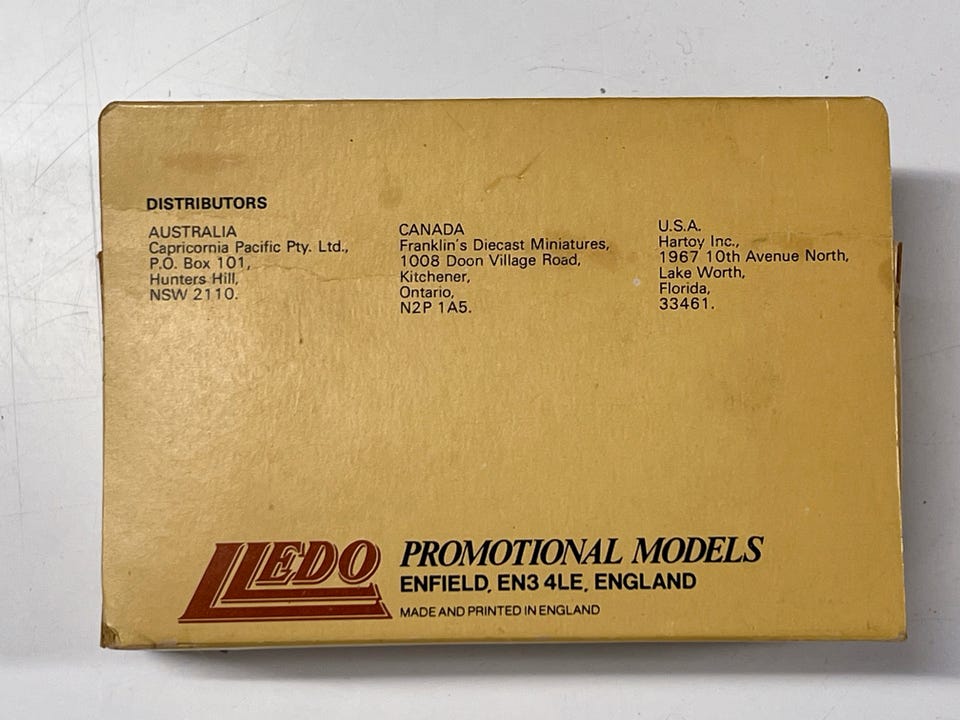 DISTRIBUTORS
AUSTRALIA
Capricornia Pacific Pty. Ltd.,
P.O. Box 101,
Hunters Hill,
NSW 2110.
CANADA
Franklin's Diecast Miniatures,
1008 Doon Village Road,
Kitchener,
Ontario,
N2P 1A5.
U.S.A.
Hartoy Inc.,
1967 10th Avenue North,
Lake Worth,
Florida,
33461.
LLEDO
PROMOTIONAL MODELS
ENFIELD, EN3 4LE, ENGLAND
MADE AND PRINTED IN ENGLAND